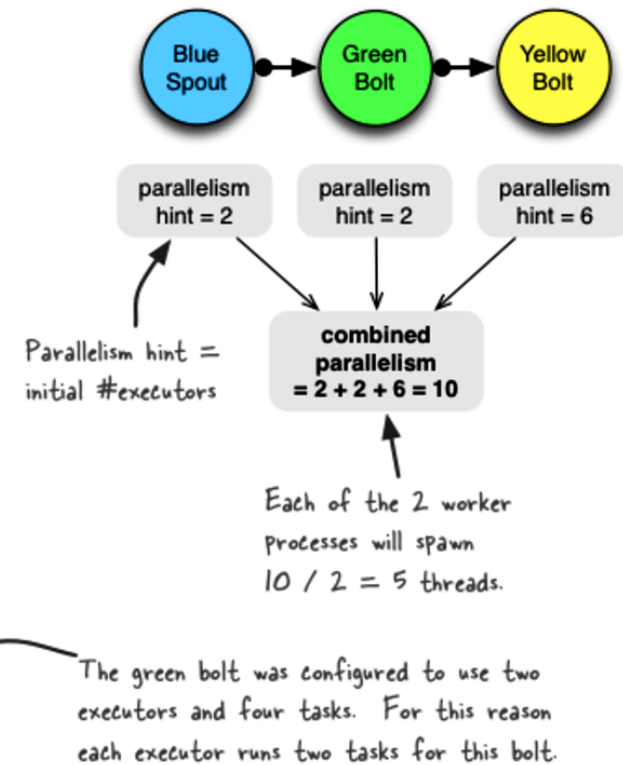 Blue
Spout
Green
Bolt
Yellow
Bolt
parallelism
hint = 2
parallelism
hint = 2
parallelism
hint = 6
Parallelism hint =
initial #executors
combined
parallelism
= 2 + 2 + 6 = 10
Each of the 2 worker
processes will spawn
10 / 2 = 5 threads.
The green bolt was configured to use two
executors and four tasks. For this reason
each executor runs two tasks for this bolt.